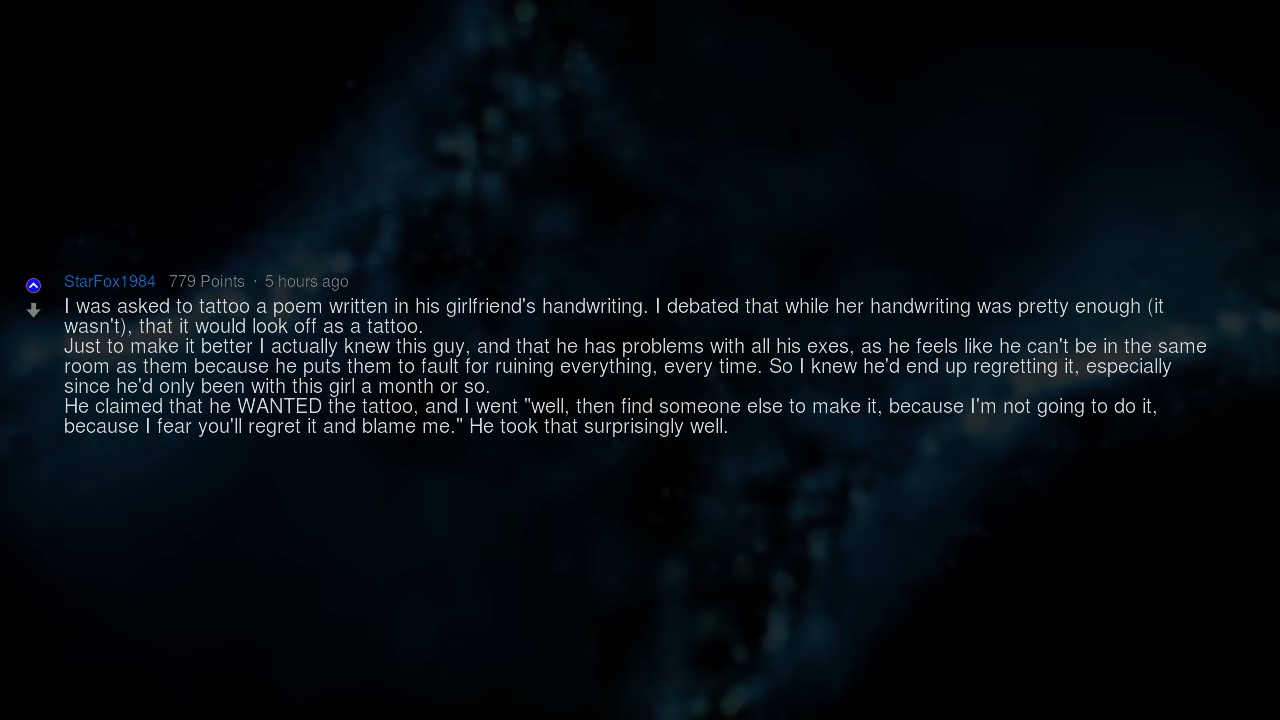 StarFox1984 779 Points · 5 hours ago
I was asked to tattoo a poem written in his girlfriend's handwriting. I debated that while her handwriting was pretty enough (it
wasn't), that it would look off as a tattoo.
Just to make it better I actually knew this guy, and that he has problems with all his exes, as he feels like he can't be in the same
room as them because he puts them to fault for ruining everything, every time. So I knew he'd end up regretting it, especially
since he'd only been with this girl a month or so.
He claimed that he WANTED the tattoo, and I went "well, then find someone else to make it, because I'm not going to do it,
because I fear you'll regret it and blame me." He took that surprisingly well.